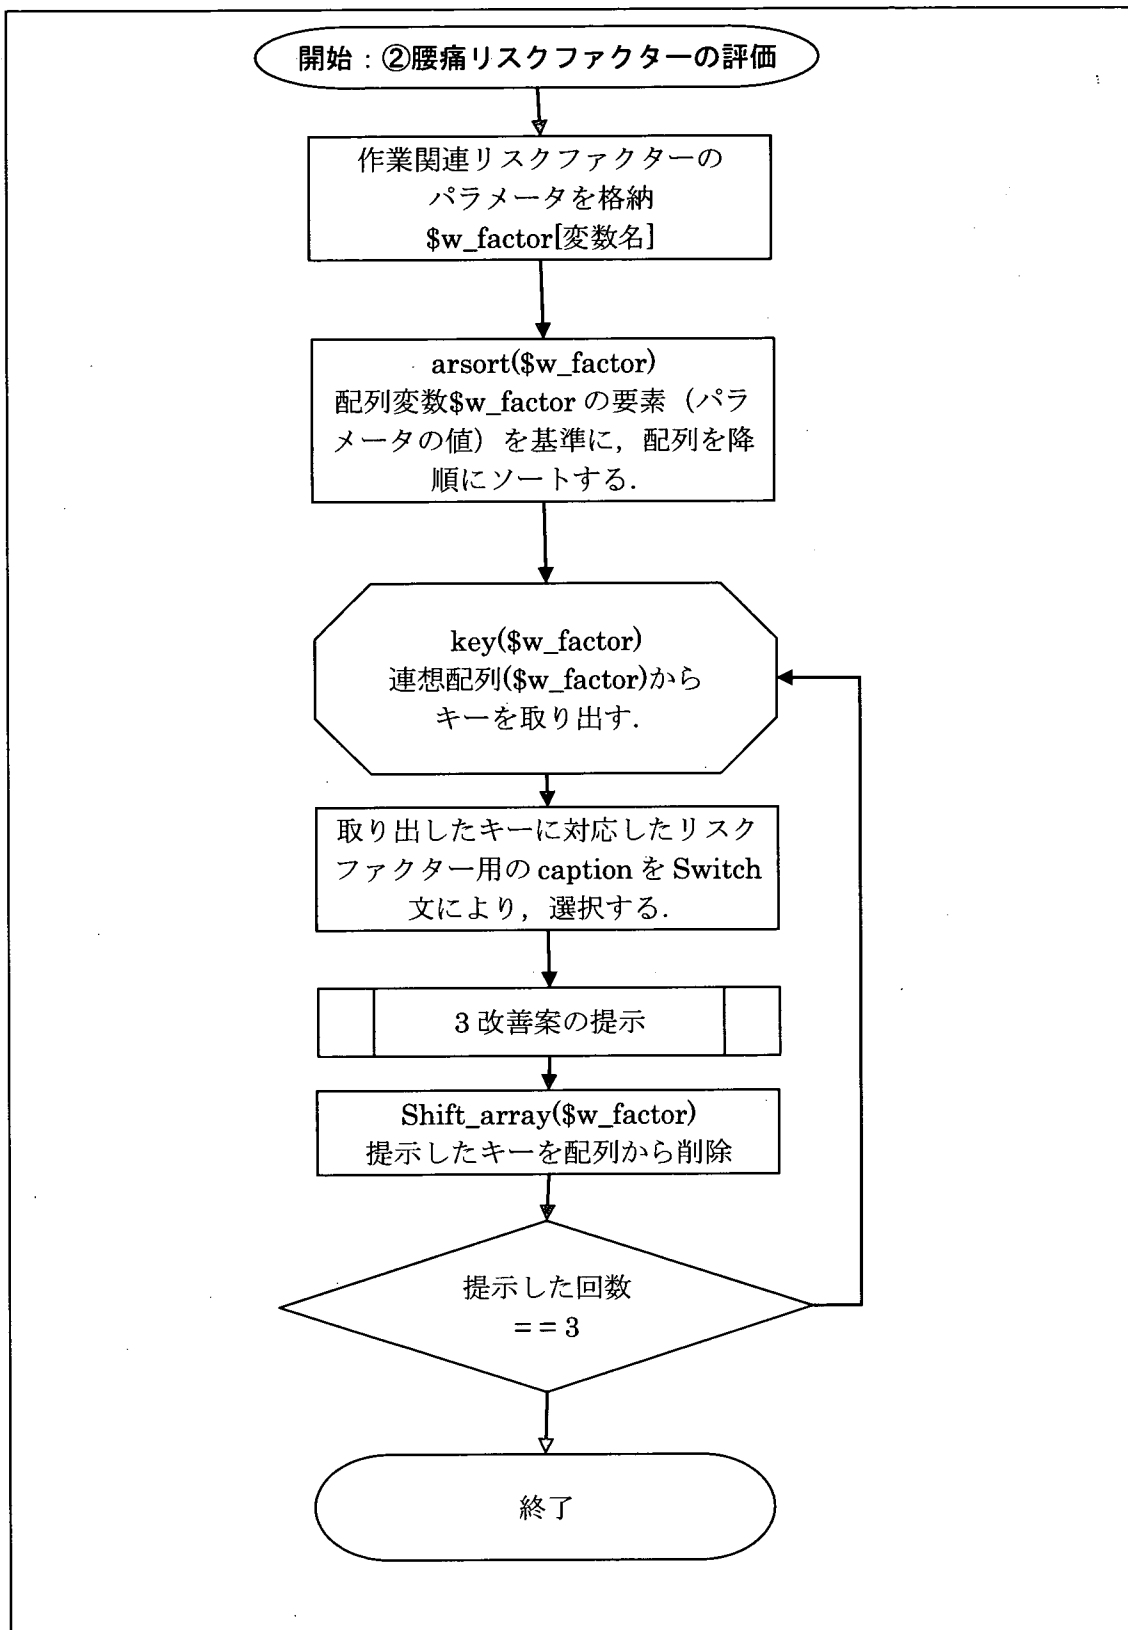 開始：②腰痛リスクファクターの評価
作業関連リスクファクターの
パラメータを格納
$w_factor[変数名]
arsort($w_factor)
配列変数$w_factor の要素（パラ
メータの値）を基準に，配列を降
順にソートする.
key($w_factor)
連想配列($w_factor)から
キーを取り出す.
取り出したキーに対応したリスク
ファクター用の caption を Switch
文により，選択する.
3 改善案の提示
Shift_array($w_factor)
提示したキーを配列から削除
提示した回数
= = 3
終了